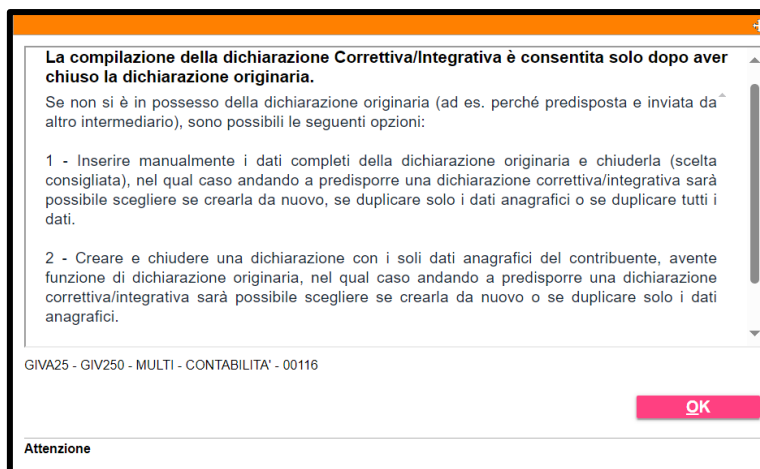 La compilazione della dichiarazione Correttiva/Integrativa è consentita solo dopo aver
chiuso la dichiarazione originaria.
Se non si è in possesso della dichiarazione originaria (ad es. perché predisposta e inviata da
altro intermediario), sono possibili le seguenti opzioni:
1 - Inserire manualmente i dati completi della dichiarazione originaria e chiuderla (scelta
consigliata), nel qual caso andando a predisporre una dichiarazione correttiva/integrativa sarà
possibile scegliere se crearla da nuovo, se duplicare solo i dati anagrafici o se duplicare tutti i
dati.
2 - Creare e chiudere una dichiarazione con i soli dati anagrafici del contribuente, avente
funzione di dichiarazione originaria, nel qual caso andando a predisporre una dichiarazione
correttiva/integrativa sarà possibile scegliere se crearla da nuovo o se duplicare solo i dati
anagrafici.
GIVA25 - GIV250 - MULTI - CONTABILITA' - 00116
OK
Attenzione